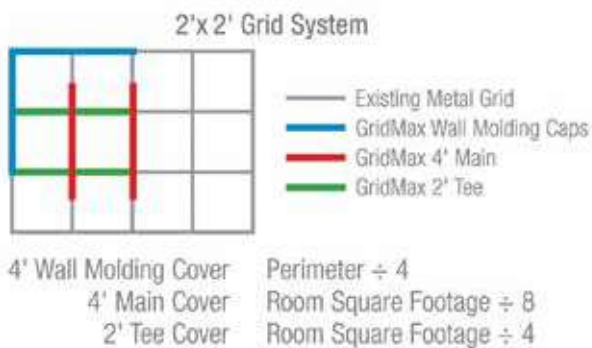 2'x 2' Grid System
Existing Metal Grid
GridMax Wall Molding Caps
GridMax 4' Main
GridMax 2' Tee
4' Wall Molding Cover Perimeter ÷ 4
4' Main Cover Room Square Footage ÷ 8
2' Tee Cover Room Square Footage ÷ 4